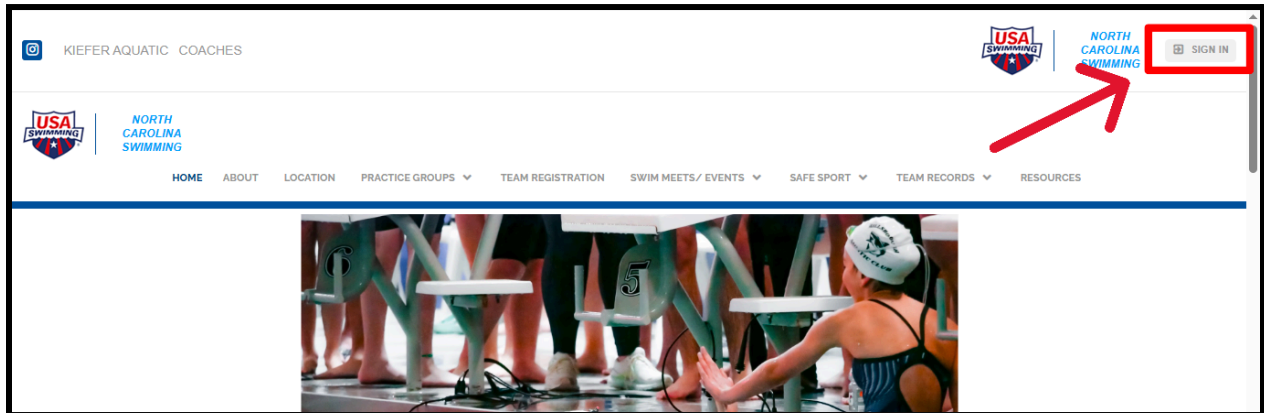 KIEFER AQUATIC COACHES
USA
SWIMMING
NORTH
CAROLINA
SWIMMING
SIGN IN
USA
SWIMMING
NORTH
CAROLINA
SWIMMING
HOME ABOUT LOCATION PRACTICE GROUPS TEAM REGISTRATION SWIM MEETS/ EVENTS SAFE SPORT TEAM RECORDS RESOURCES
6
5